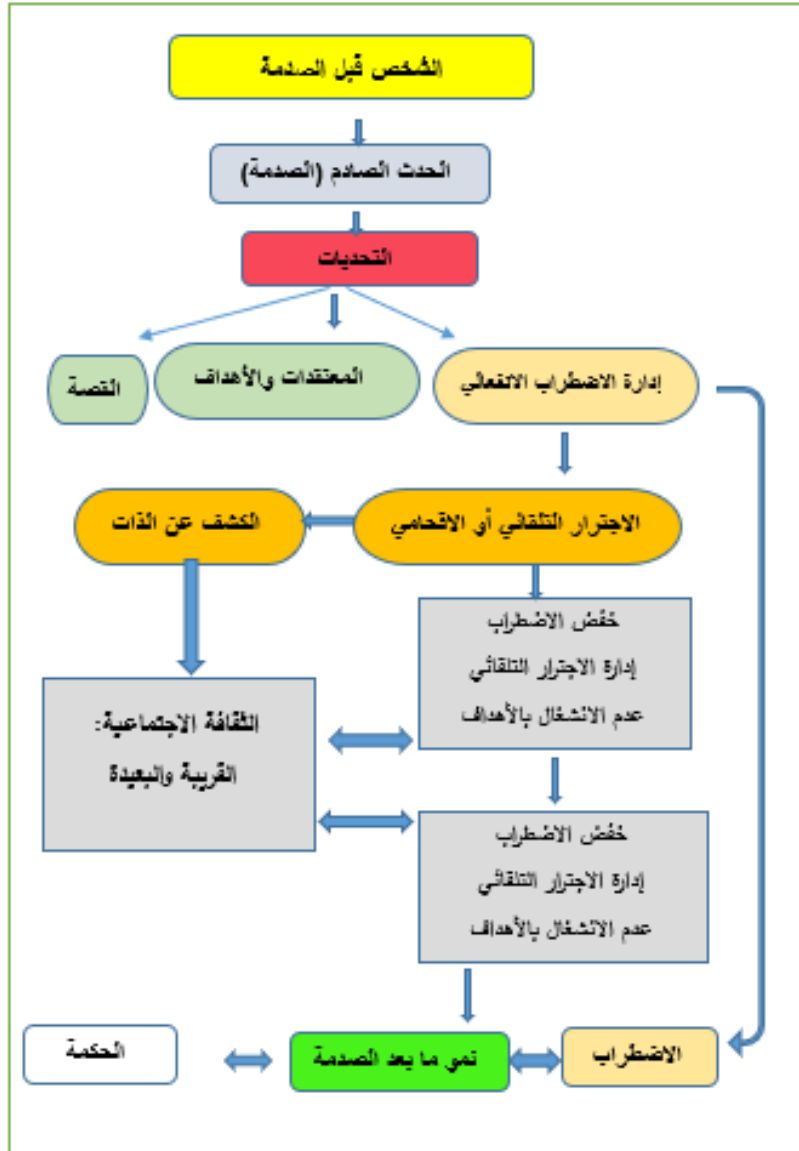 الشخص قبل الصدمة
الحدث الصادم (الصدمة)
التحديات
إدارة الاضطراب الانفعالي
المعتقدات والأهداف
القصة
الاجترار التلقائي أو الاقحامي
الكشف عن الذات
خفض الاضطراب
إدارة الاجترار التلقائي
عدم الانشغال بالأهداف
الثقافة الاجتماعية:
القريبة والبعيدة
خفض الاضطراب
إدارة الاجترار التلقائي
عدم الانشغال بالأهداف
الاضطراب
نمو ما بعد الصدمة
الحكمة